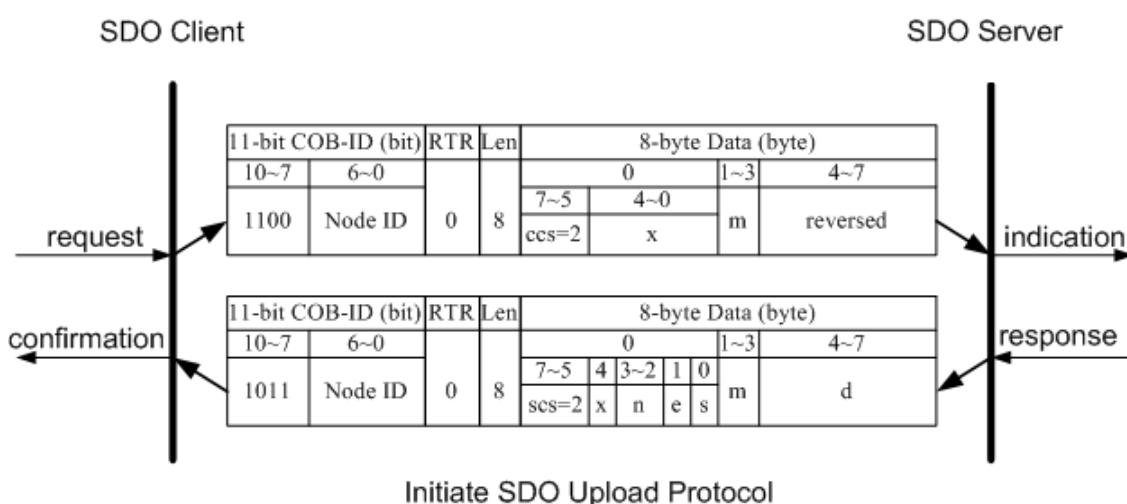 SDO Client
SDO Server
11-bit COB-ID (bit) RTR Len 8-byte Data (byte)
10~7 6~0 0 1~3 4~7
7~5 4~0
1100 Node ID 0 8 m reversed
ccs=2 x
request
indication
11-bit COB-ID (bit) RTR Len 8-byte Data (byte)
confirmation
response
10~7 6~0 0 1~3 4~7
7~5 4 3~2 1 0
1011 Node ID 0 8 m d
scs=2 x n e s
Initiate SDO Upload Protocol